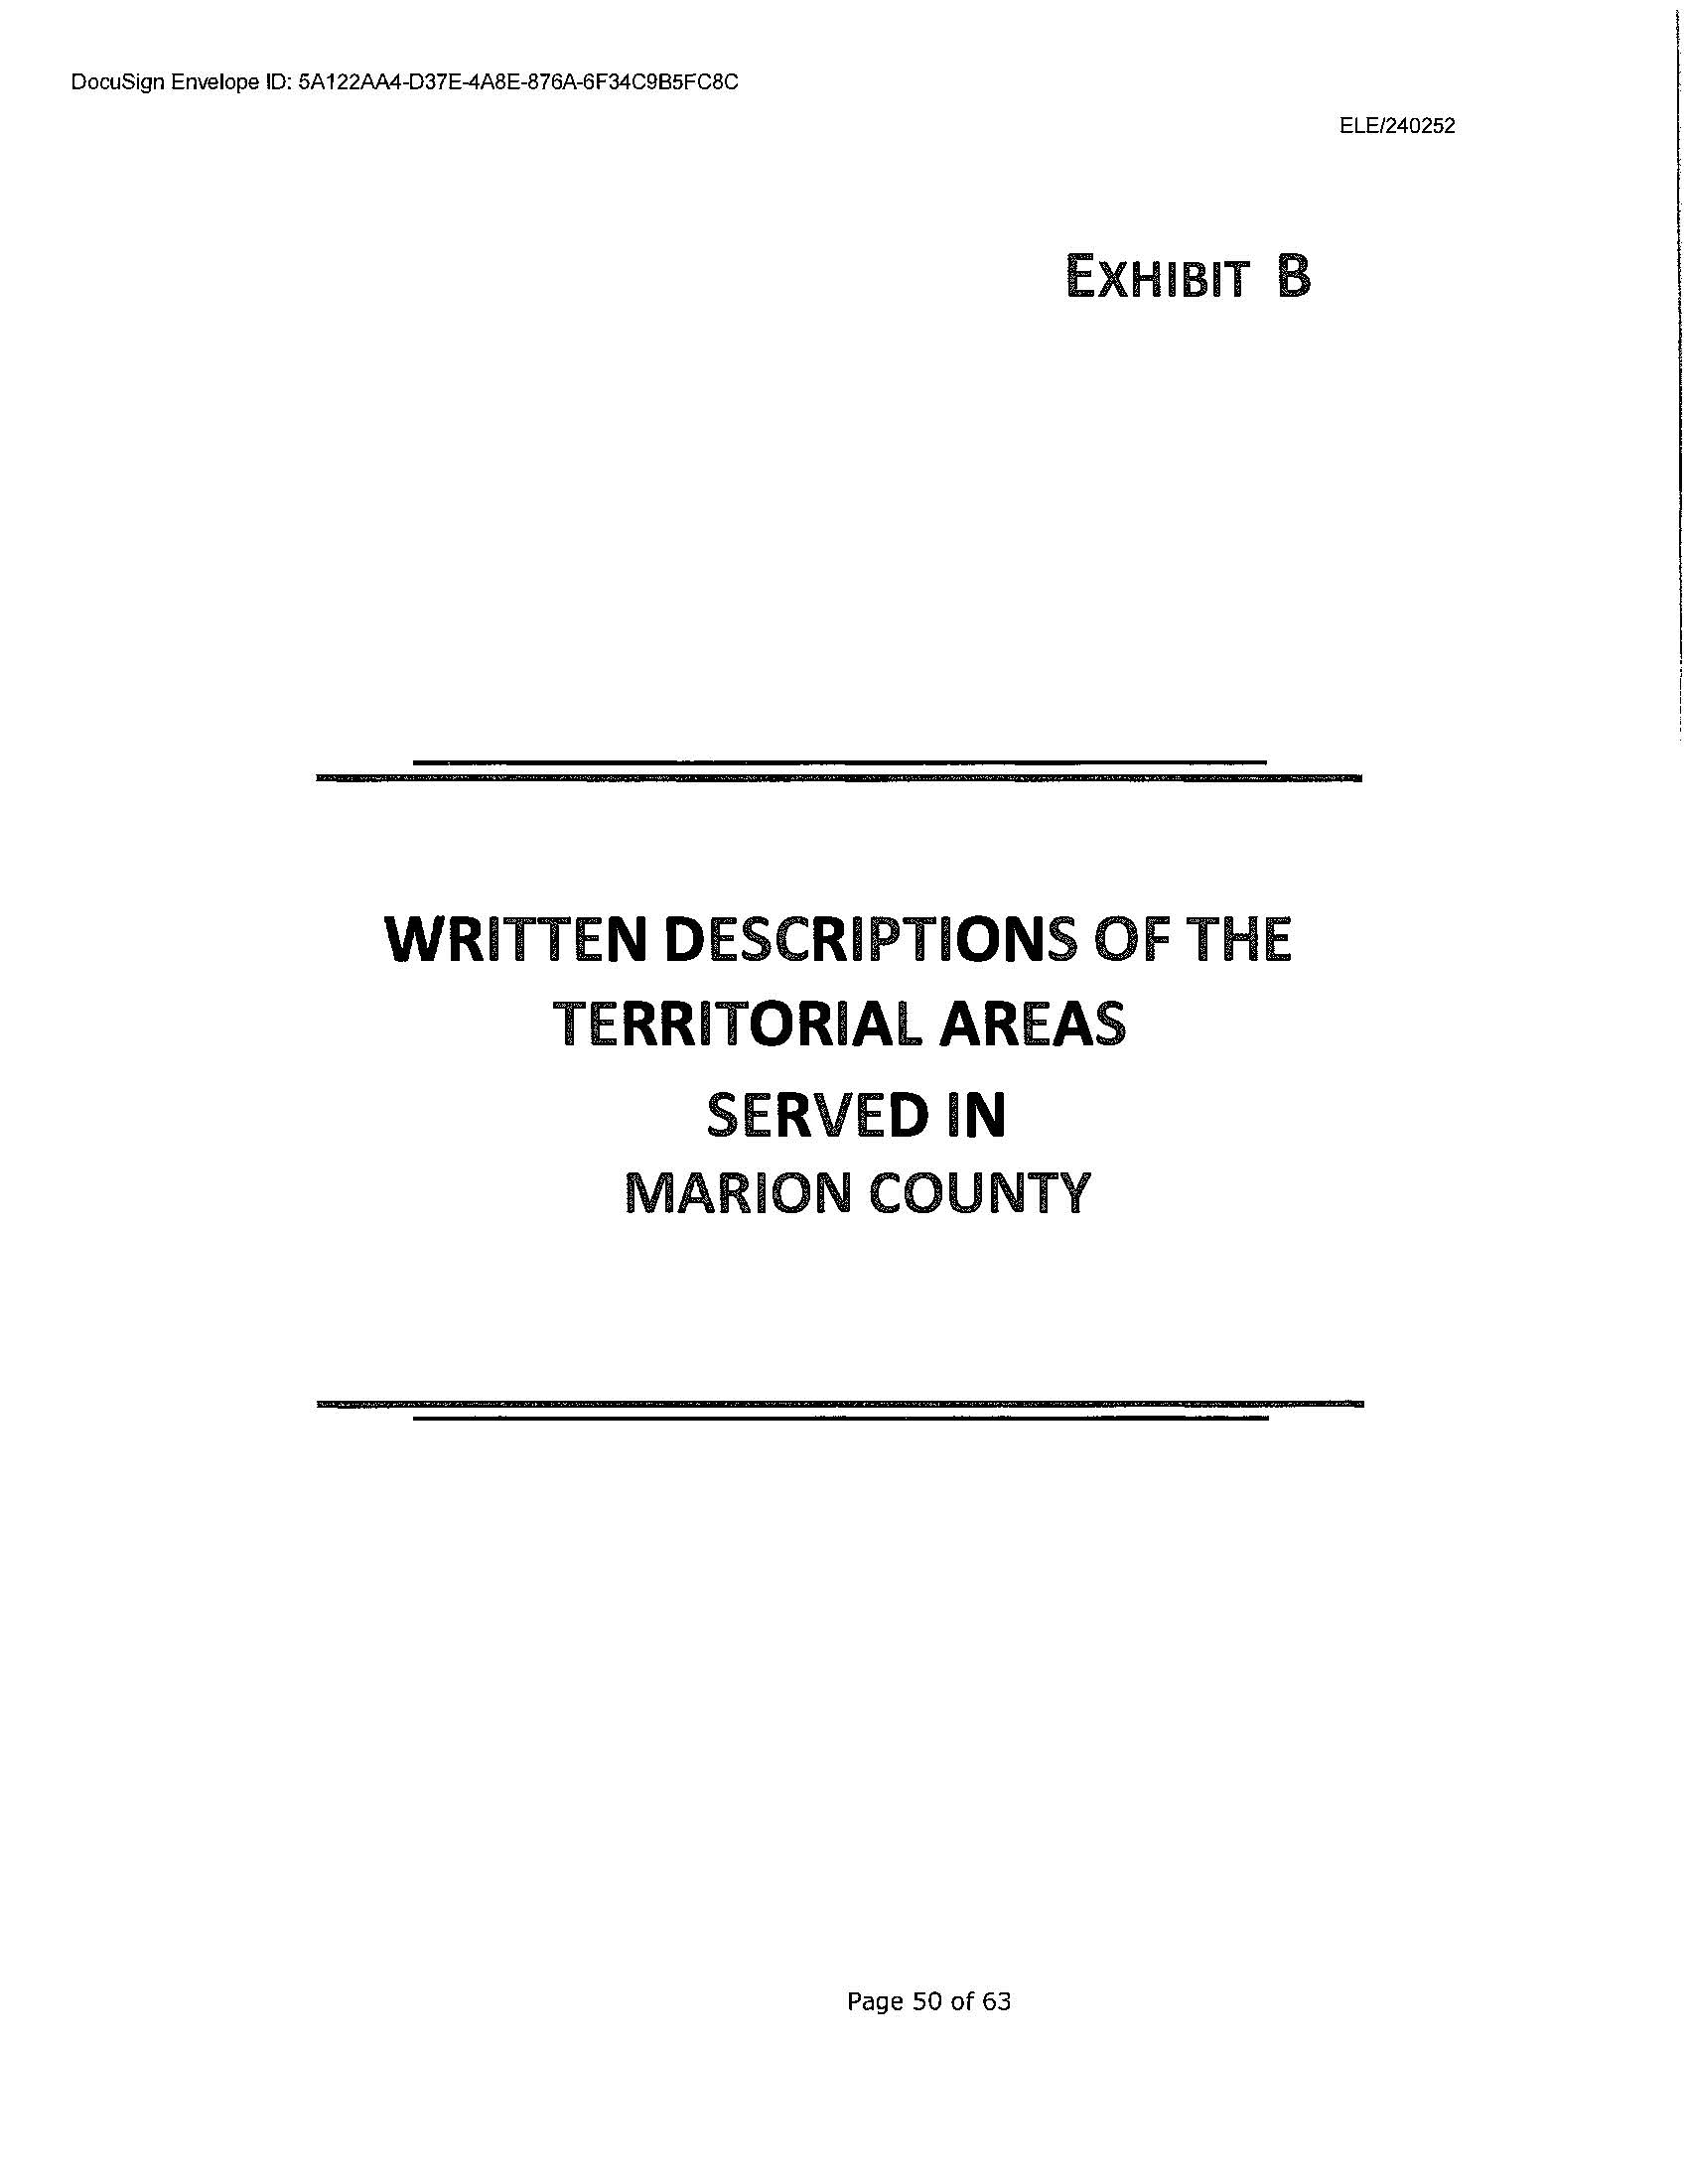 DocuSign Envelope ID: 5A122AA4-D37E-4A8E-876A-6F34C9B5FC8C
ELE/240252
EXHIBIT B
WRITTEN DESCRIPTIONS OF THE
TERRITORIAL AREAS
SERVED IN
MARION COUNTY
Page 50 of 63